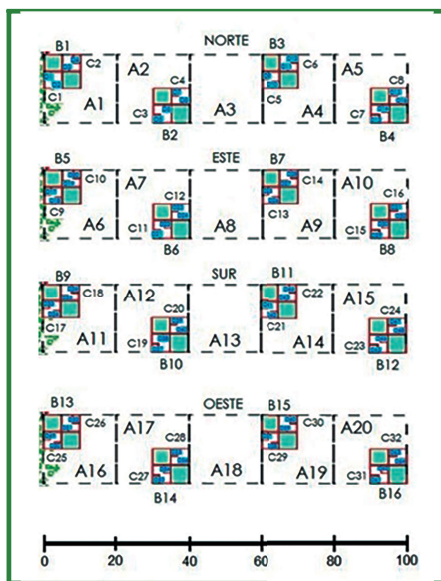 NORTE
B1 B3
C2 A2 C4 C6 A5 C8
C1 A1 C3 A3 C5 A4 C7
B2 B4
ESTE
B5 B7
C10 A7 C12 C14 A10 C16
C9 A6 C11 A8 C13 A9 C15
B6 B8
SUR
B9 B11
C18 A12 C20 C22 A15 C24
C17 A11 C19 A13 C21 A14 C23
B10 B12
OESTE
B13 B15
C26 A17 C28 C30 A20 C32
C25 A16 C27 A18 C29 A19 C31
B14 B16
0 20 40 60 80 100